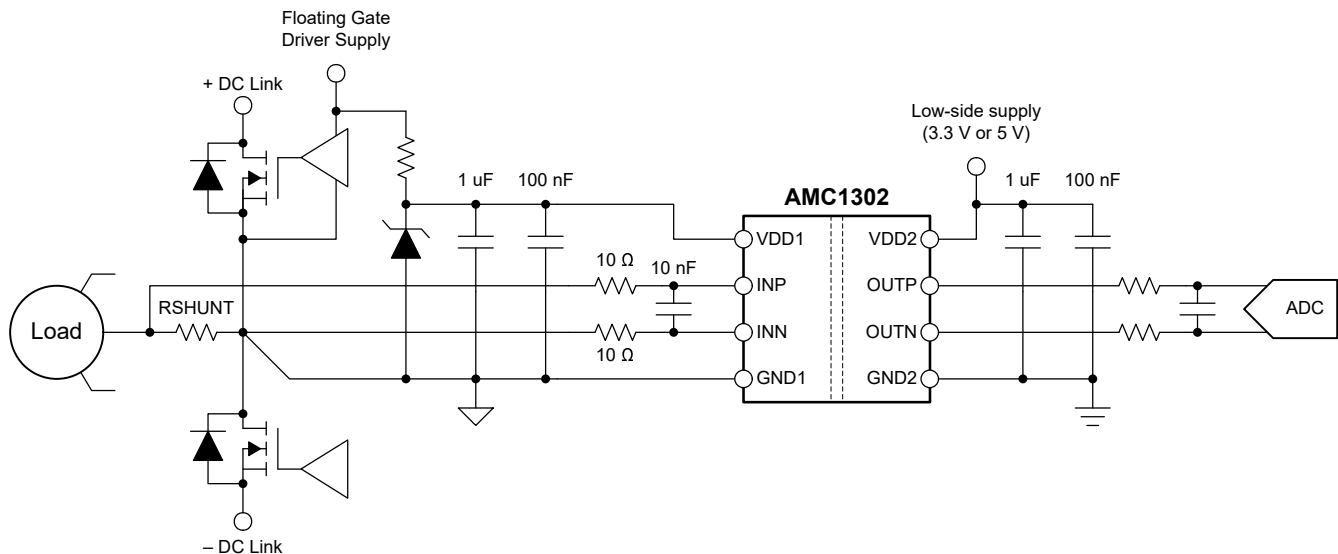 Floating Gate
Driver Supply
+ DC Link
Low-side supply
(3.3 V or 5 V)
1 uF
100 nF
AMC1302
1 uF
100 nF
VDD1
VDD2
10 Ω
10 nF
INP
OUTP
RSHUNT
Load
ADC
INN
OUTN
10 Ω
GND1
GND2
– DC Link